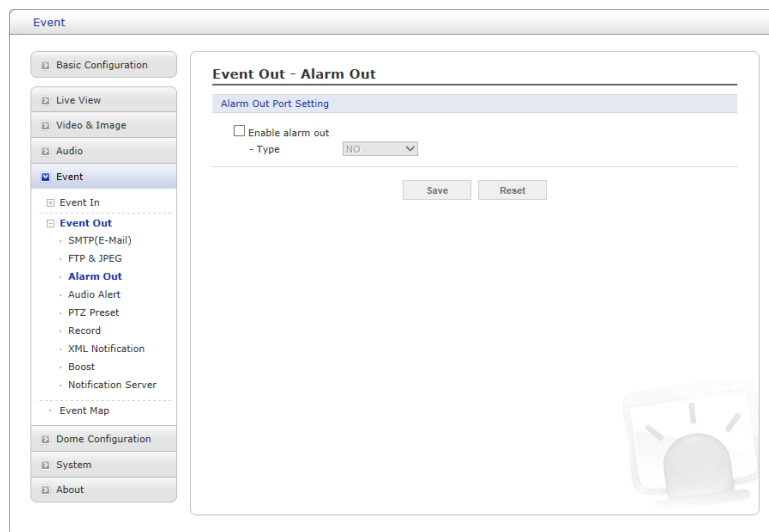 Event
Basic Configuration
Live View
Video & Image
Audio
Event
Event In
Event Out
SMTP(E-Mail)
FTP & JPEG
Alarm Out
Audio Alert
PTZ Preset
Record
XML Notification
Boost
Notification Server
Event Map
Dome Configuration
System
About
Event Out - Alarm Out
Alarm Out Port Setting
Enable alarm out
- Type NO
Save Reset